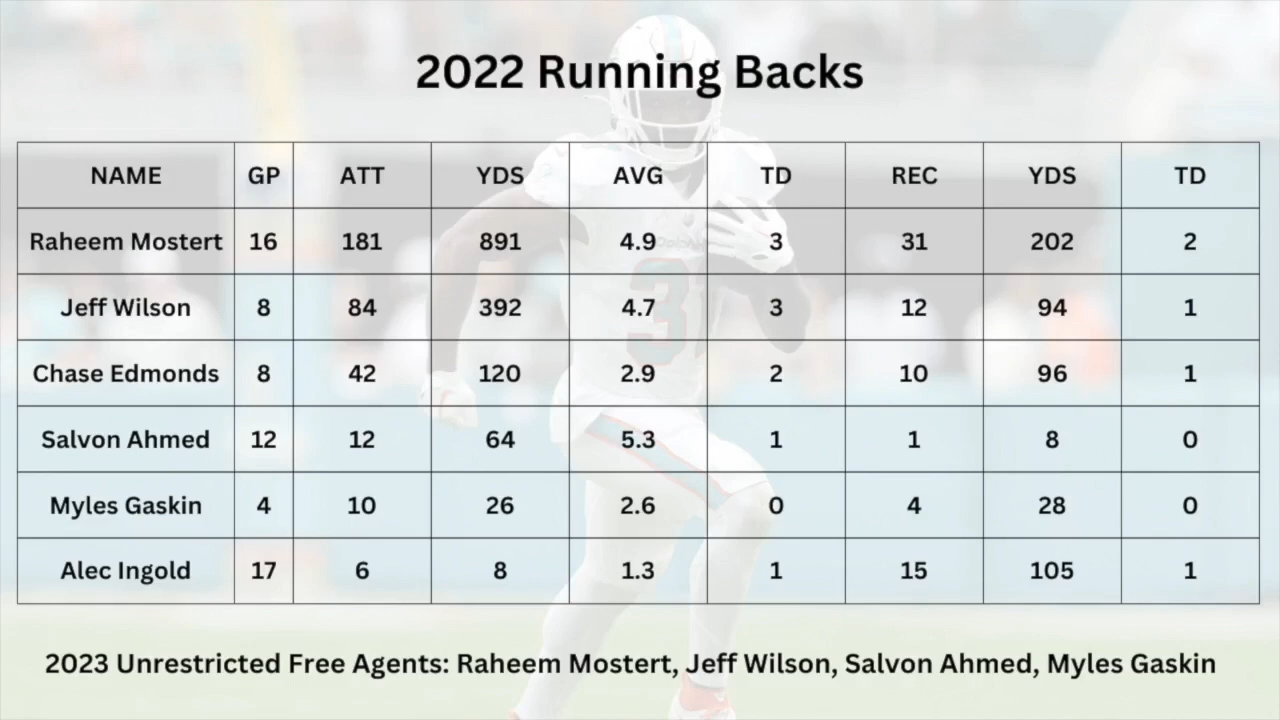 2022 Running Backs
NAME GP ATT YDS AVG TD REC YDS TD
Raheem Mostert 16 181 891 4.9 3 31 202 2
Jeff Wilson 8 84 392 4.7 3 12 94 1
Chase Edmonds 8 42 120 2.9 2 10 96 1
Salvon Ahmed 12 12 64 5.3 1 1 8 0
Myles Gaskin 4 10 26 2.6 0 4 28 0
Alec Ingold 17 6 8 1.3 1 15 105 1
2023 Unrestricted Free Agents: Raheem Mostert, Jeff Wilson, Salvon Ahmed, Myles Gaskin